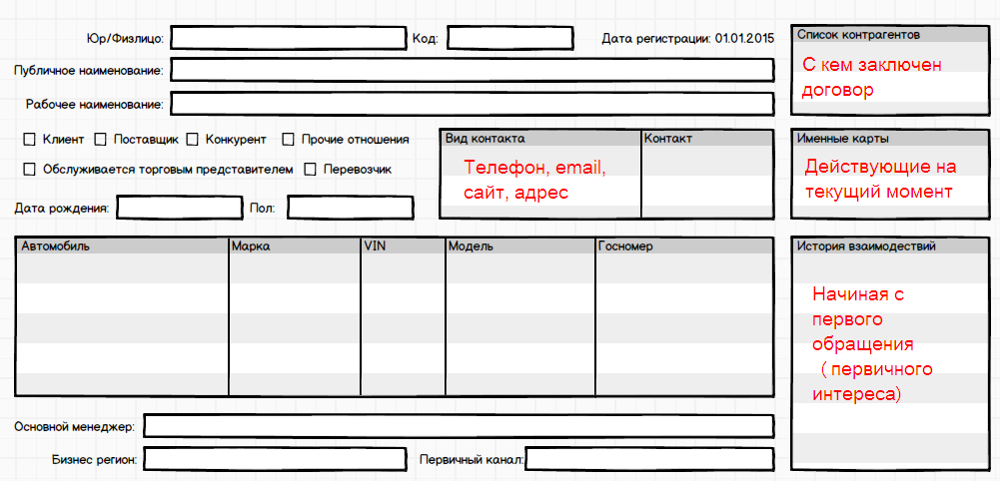 Юр/Физлицо: Код: Дата регистрации: 01.01.2015
Публичное наименование:
Рабочее наименование:
Клиент Поставщик Конкурент Прочие отношения
Обслуживается торговым представителем Перевозчик
Дата рождения: Пол:
Вид контакта Контакт
Телефон, email,
сайт, адрес
Автомобиль Марка VIN Модель Госномер
Основной менеджер:
Бизнес регион: Первичный канал:
Список контрагентов
С кем заключен
договор
Именные карты
Действующие на
текущий момент
История взаимодествий
Начиная с
первого
обращения
( первичного
интереса)